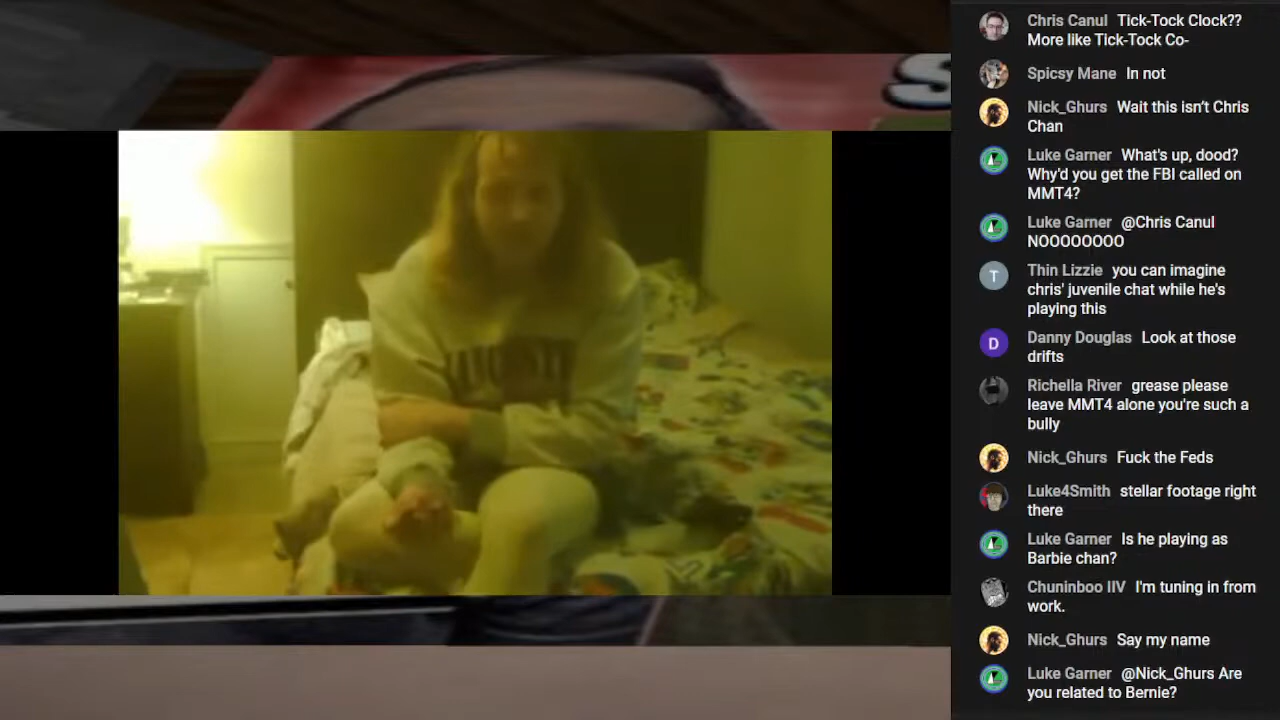 S
Chris Canul Tick-Tock Clock??
More like Tick-Tock Co-
Spicsy Mane In not
Nick_Ghurs Wait this isn't Chris
Chan
Luke Garner What's up, dood?
Why'd you get the FBI called on
MMT4?
Luke Garner @Chris Canul
NOOOOOOOO
T
Thin Lizzie you can imagine
chris' juvenile chat while he's
playing this
D
Danny Douglas Look at those
drifts
Richella River grease please
leave MMT4 alone you're such a
bully
Nick_Ghurs Fuck the Feds
Luke4Smith stellar footage right
there
Luke Garner Is he playing as
Barbie chan?
Chuninboo IIV I'm tuning in from
work.
Nick_Ghurs Say my name
Luke Garner @Nick_Ghurs Are
you related to Bernie?